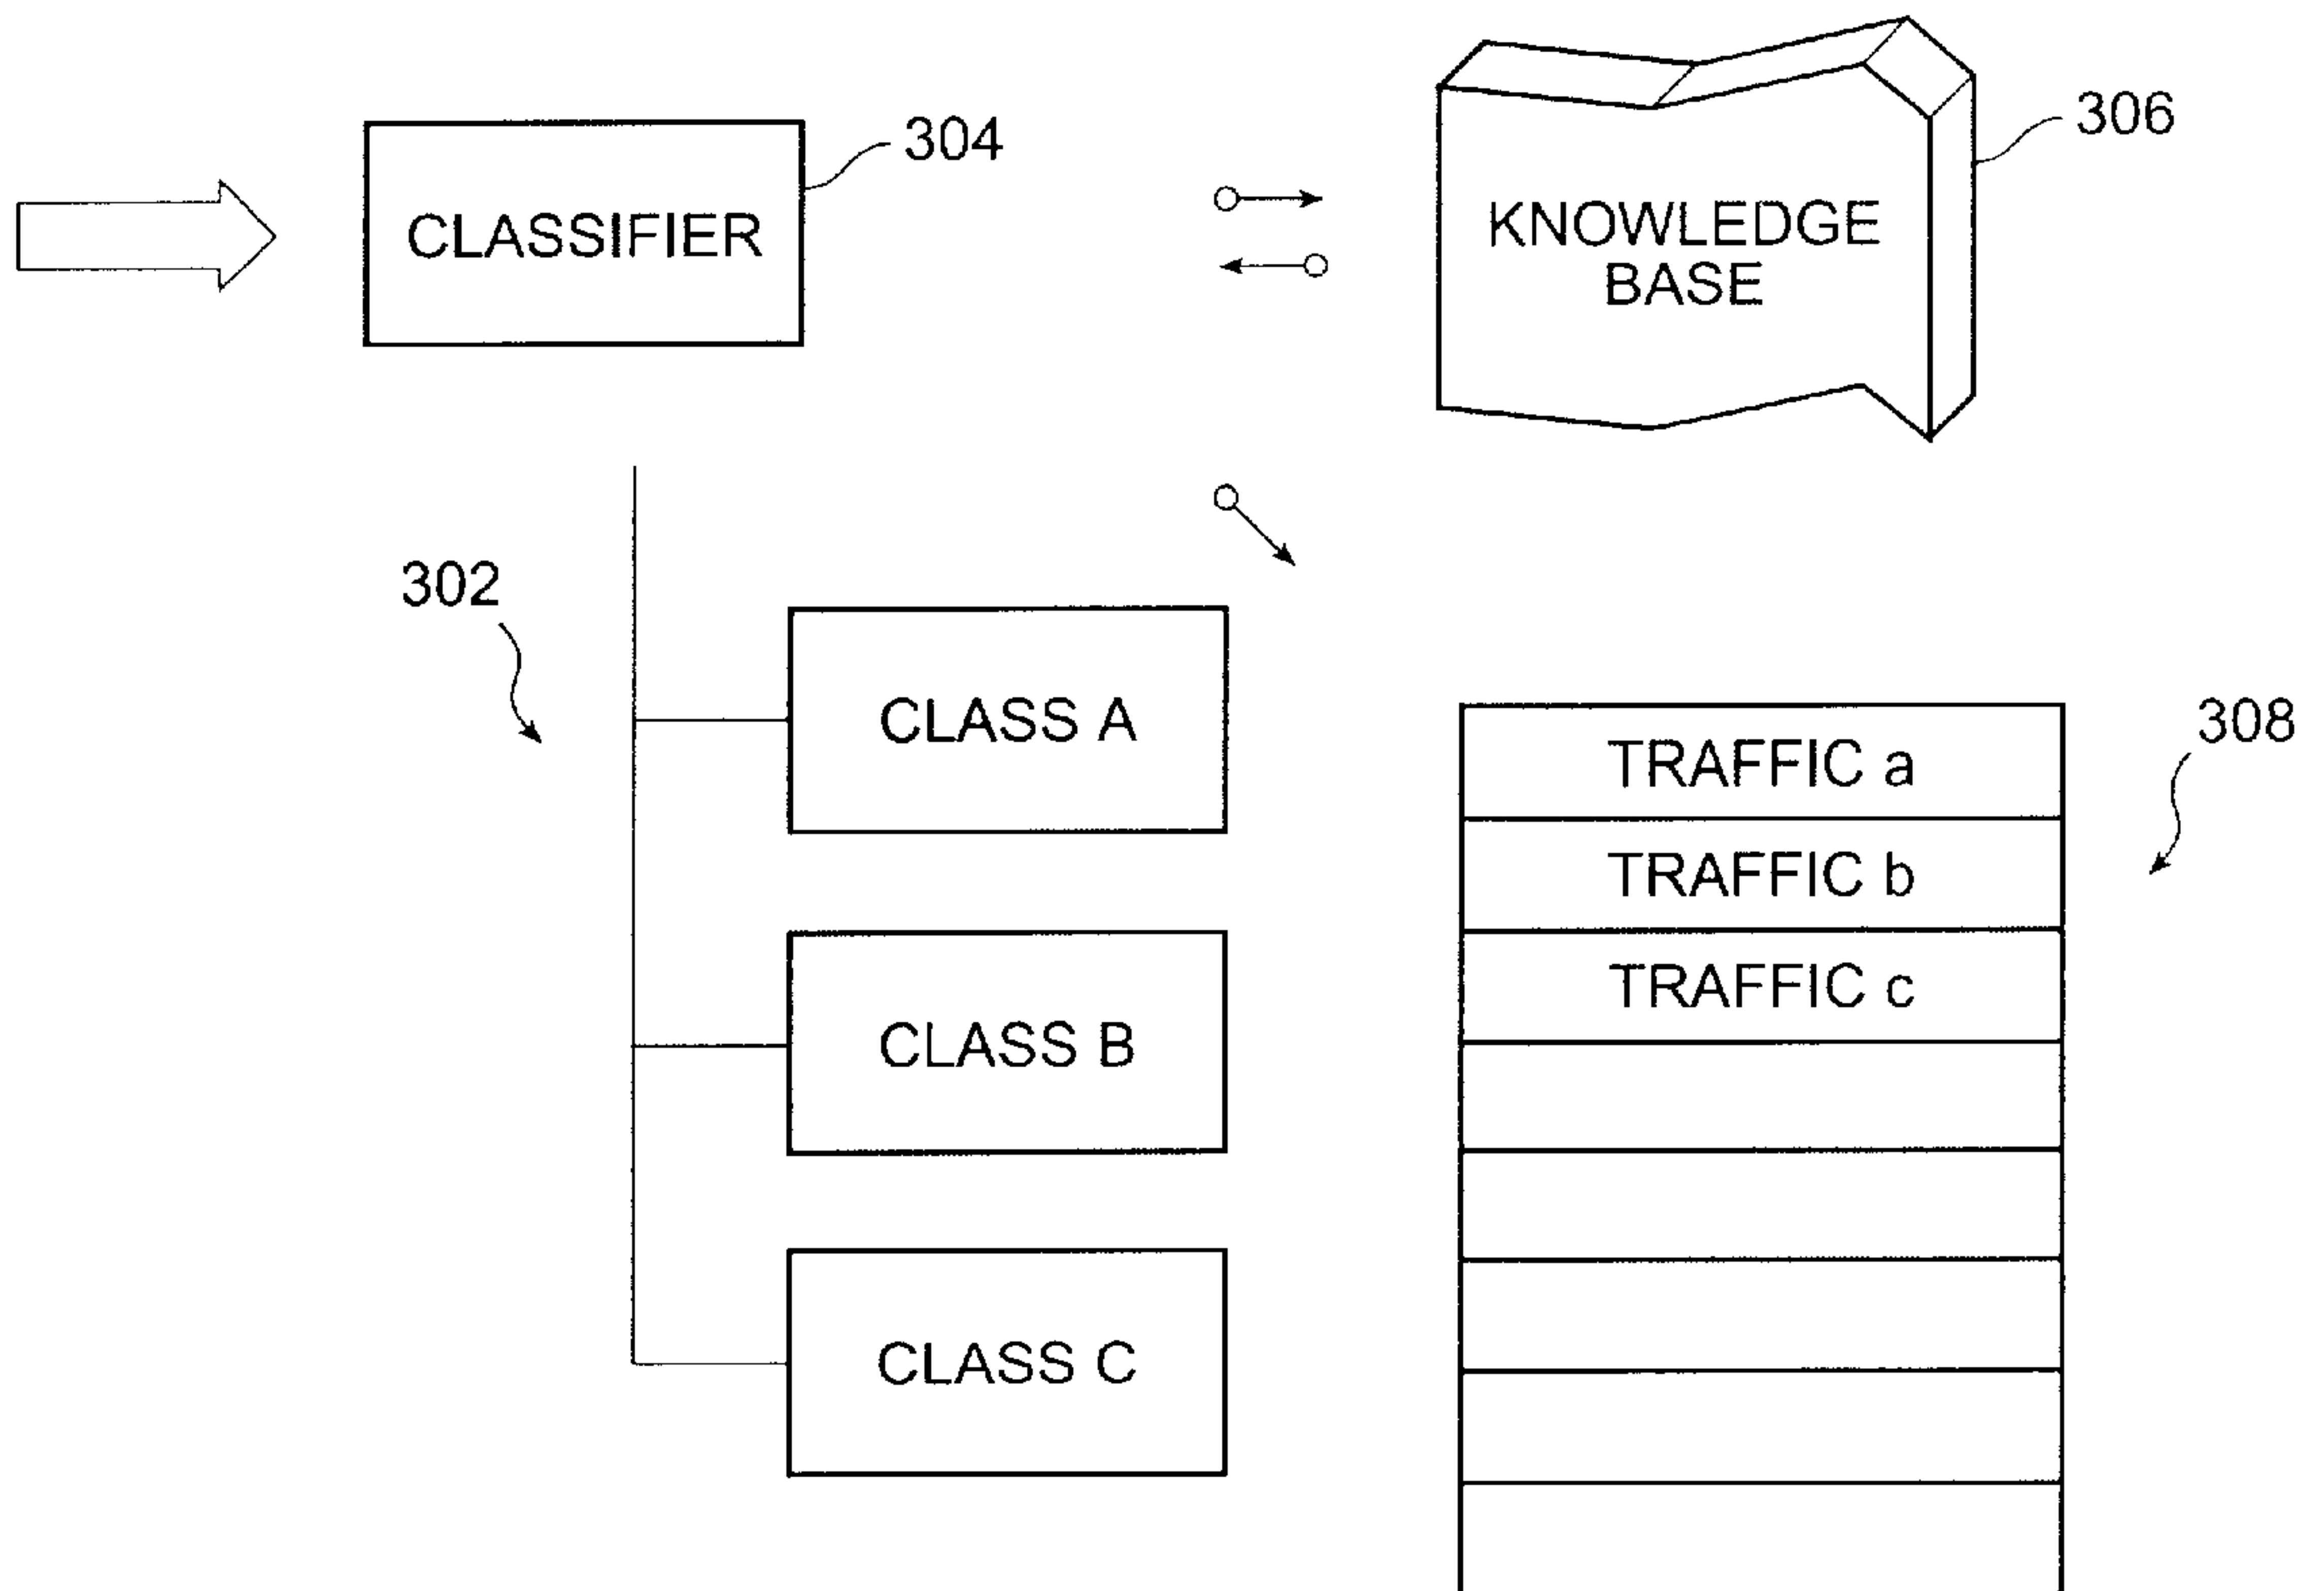 304
306
CLASSIFIER
KNOWLEDGE
BASE
302
CLASS A
308
TRAFFIC a
TRAFFIC b
TRAFFIC c
CLASS B
CLASS C